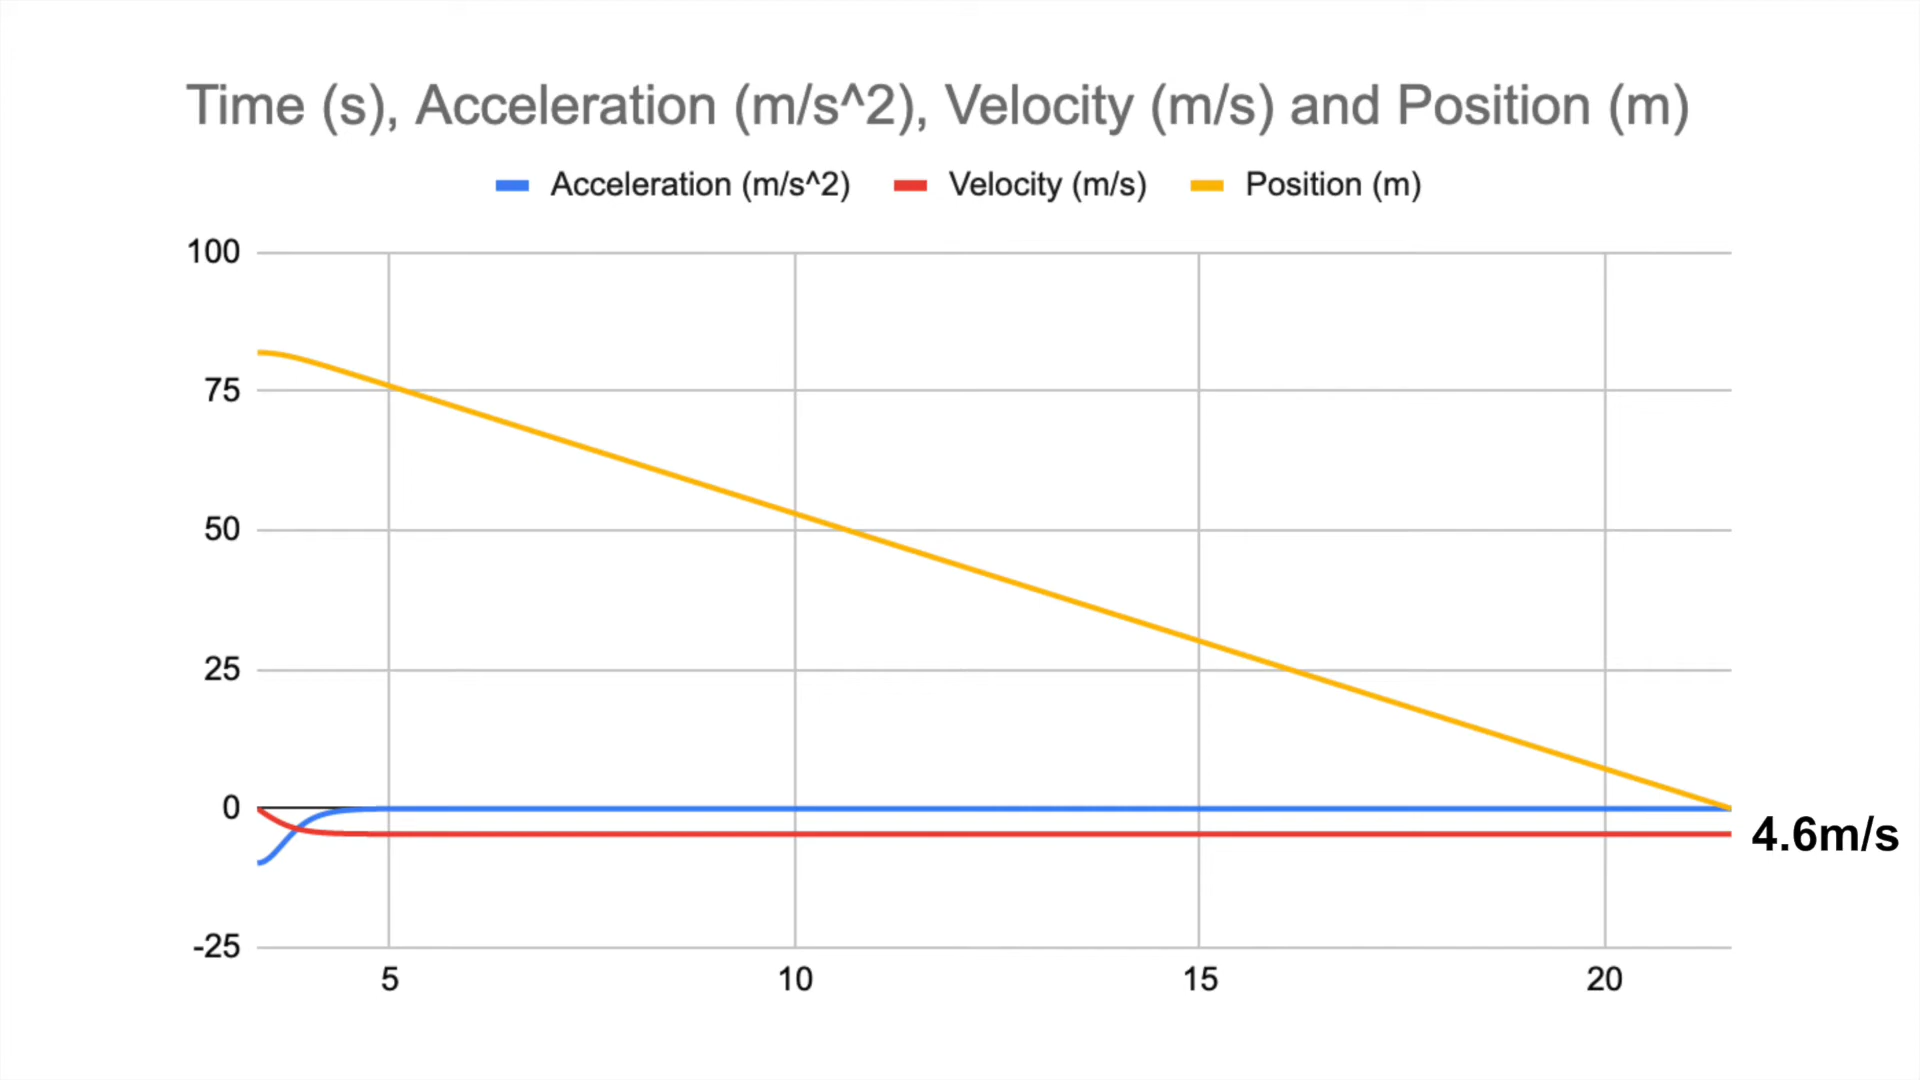 Time (s), Acceleration (m/s^2), Velocity (m/s) and Position (m)
Acceleration (m/s^2) Velocity (m/s) Position (m)
100
75
50
25
0
4.6m/s
-25
5 10 15 20